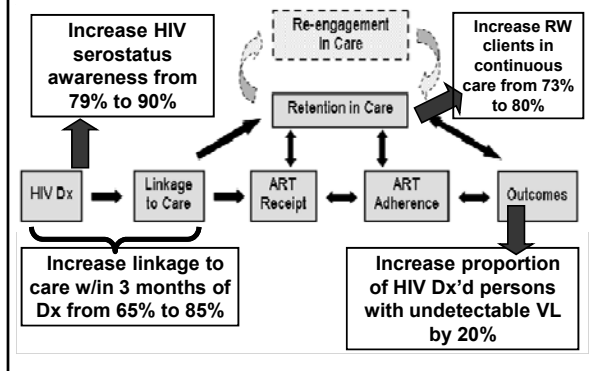 Increase HIV
serostatus
awareness from
79% to 90%
Re-engagement
In Care
Increase RW
clients in
continuous
care from 73%
to 80%
Retention in Care
HIV Dx
Linkage
to Care
ART
Receipt
ART
Adherence
Outcomes
Increase linkage to
care w/in 3 months of
Dx from 65% to 85%
Increase proportion
of HIV Dx’d persons
with undetectable VL
by 20%